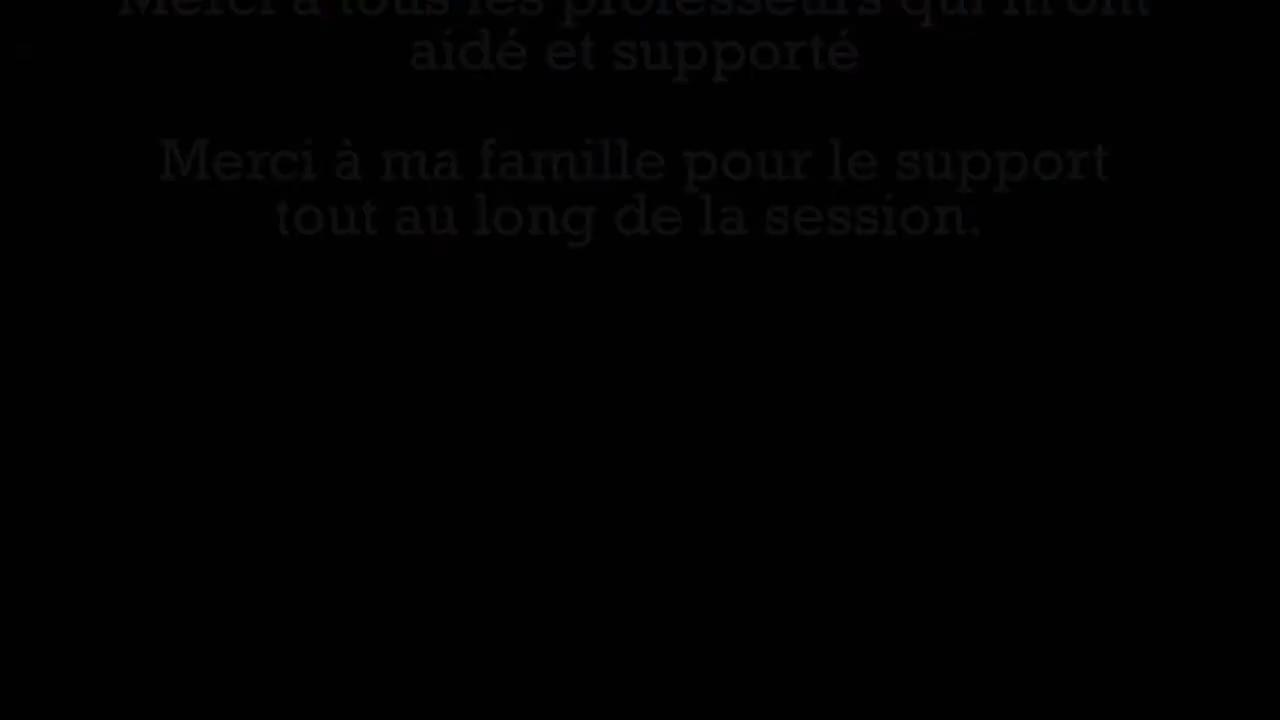 Merci à tous les professeurs qui m'ont
aidé et supporté
Merci à ma famille pour le support
tout au long de la session.